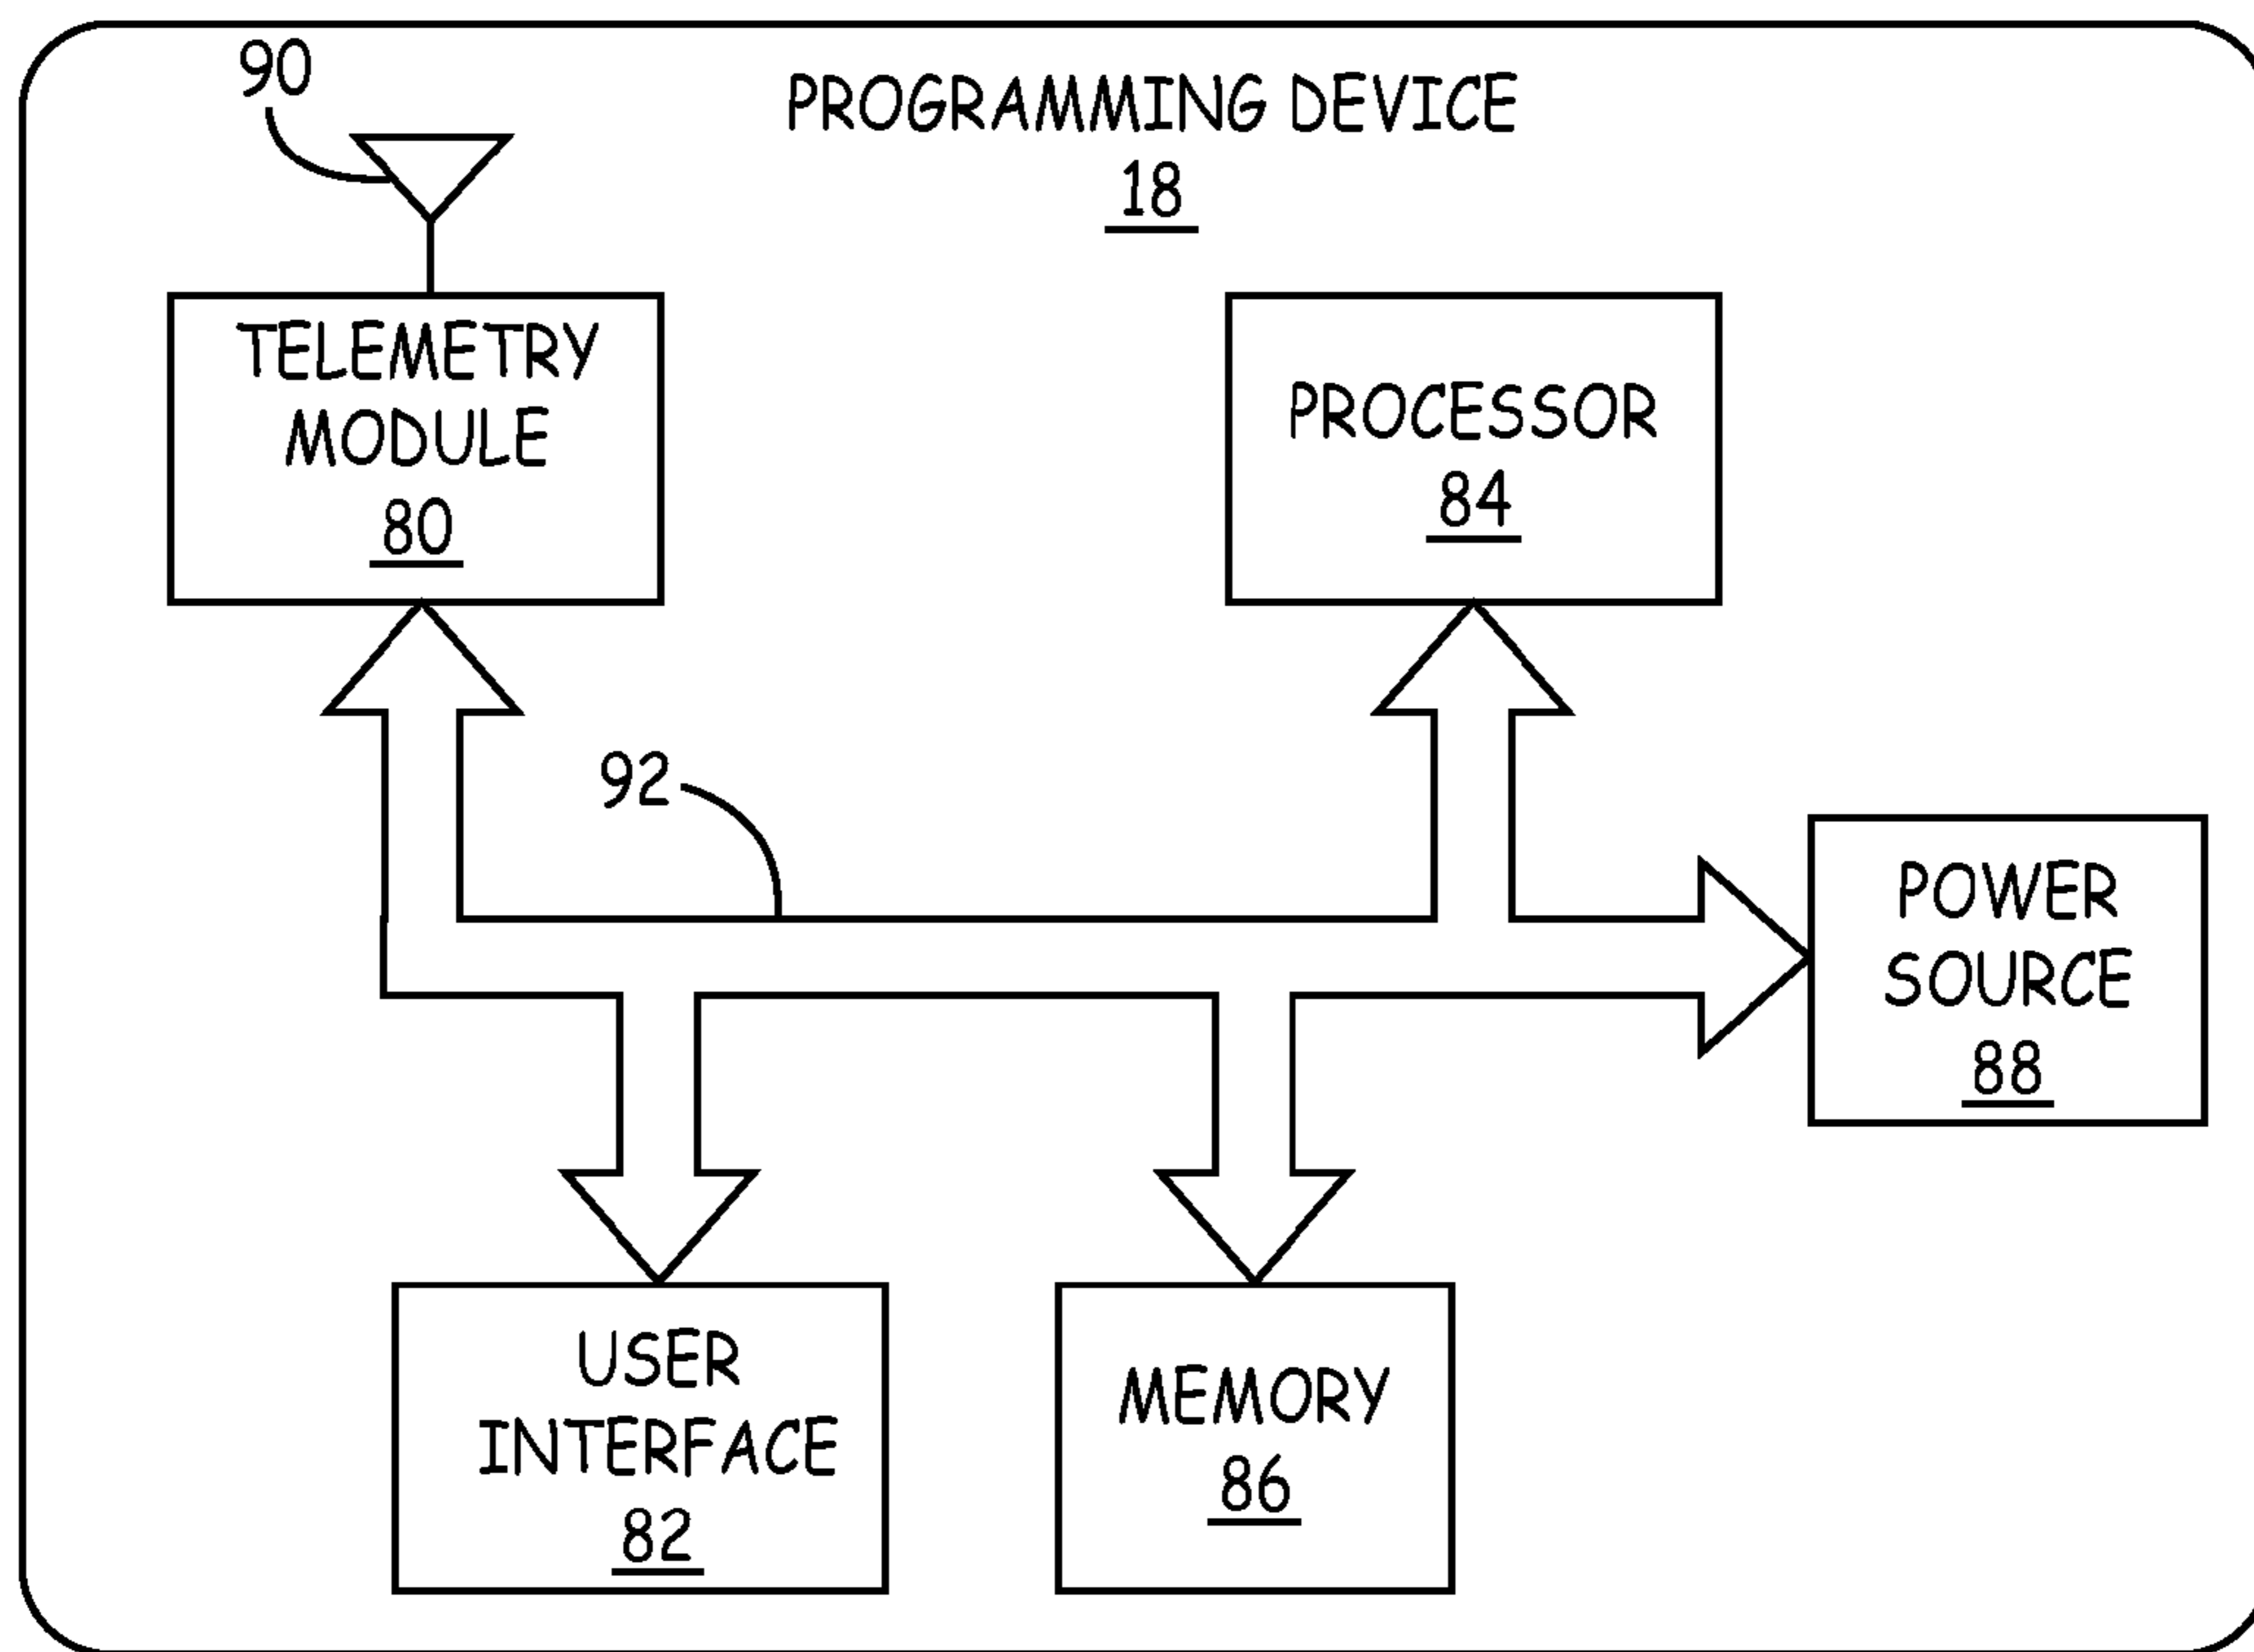 90
PROGRAMMING DEVICE
18
TELEMETRY
MODULE
80
PROCESSOR
84
92
POWER
SOURCE
88
USER
INTERFACE
82
MEMORY
86